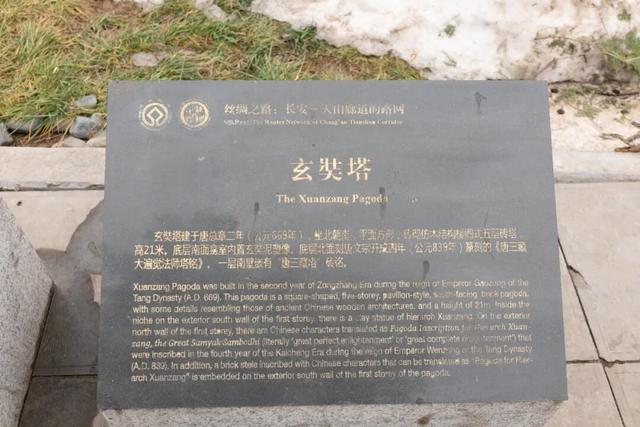 丝绸之路：长安－天山廊道的路网
Silk Road: The Routes Network of Chang'an-Tianshan Corridor
玄奘塔
The Xuanzang Pagoda
玄奘塔建于唐总章二年（公元669年），坐北朝南，平面方形，为砖仿木结构楼阁式五层砖塔，
高21米，底层南面龛室内置玄奘泥塑像，底层北面刻唐文宗开成四年（公元839年）篆刻的《唐三藏
大遍觉法师塔铭》，一层南里嵌有“唐三藏塔”砖铭。
Xuanzang Pagoda was built in the second year of Zongzhang Era during the reign of Emperor Gaozong of the
Tang Dynasty (A.D. 669). This pagoda is a square-shaped, five-storey, pavilion-style, south-facing, brick pagoda,
with some details resembling those of ancient Chinese wooden architectures, and a height of 21m. Inside the
niche on the exterior south wall of the first storey, there is a clay statue of hierarch Xuanzang. On the exterior
north wall of the first storey, there are Chinese characters translated as Pagoda Inscription for Hierarch Xuan-
zang, the Great SamyakSambodhi (literally "great perfect enlightenment" or "great complete enlightenment") that
were inscribed in the fourth year of the Kaicheng Era during the reign of Emperor Wenzong of the Tang Dynasty
(A.D. 839). In addition, a brick stele inscribed with Chinese characters that can be translated as "Pagoda for Hier-
arch Xuanzang" is embedded on the exterior south wall of the first storey of the pagoda.